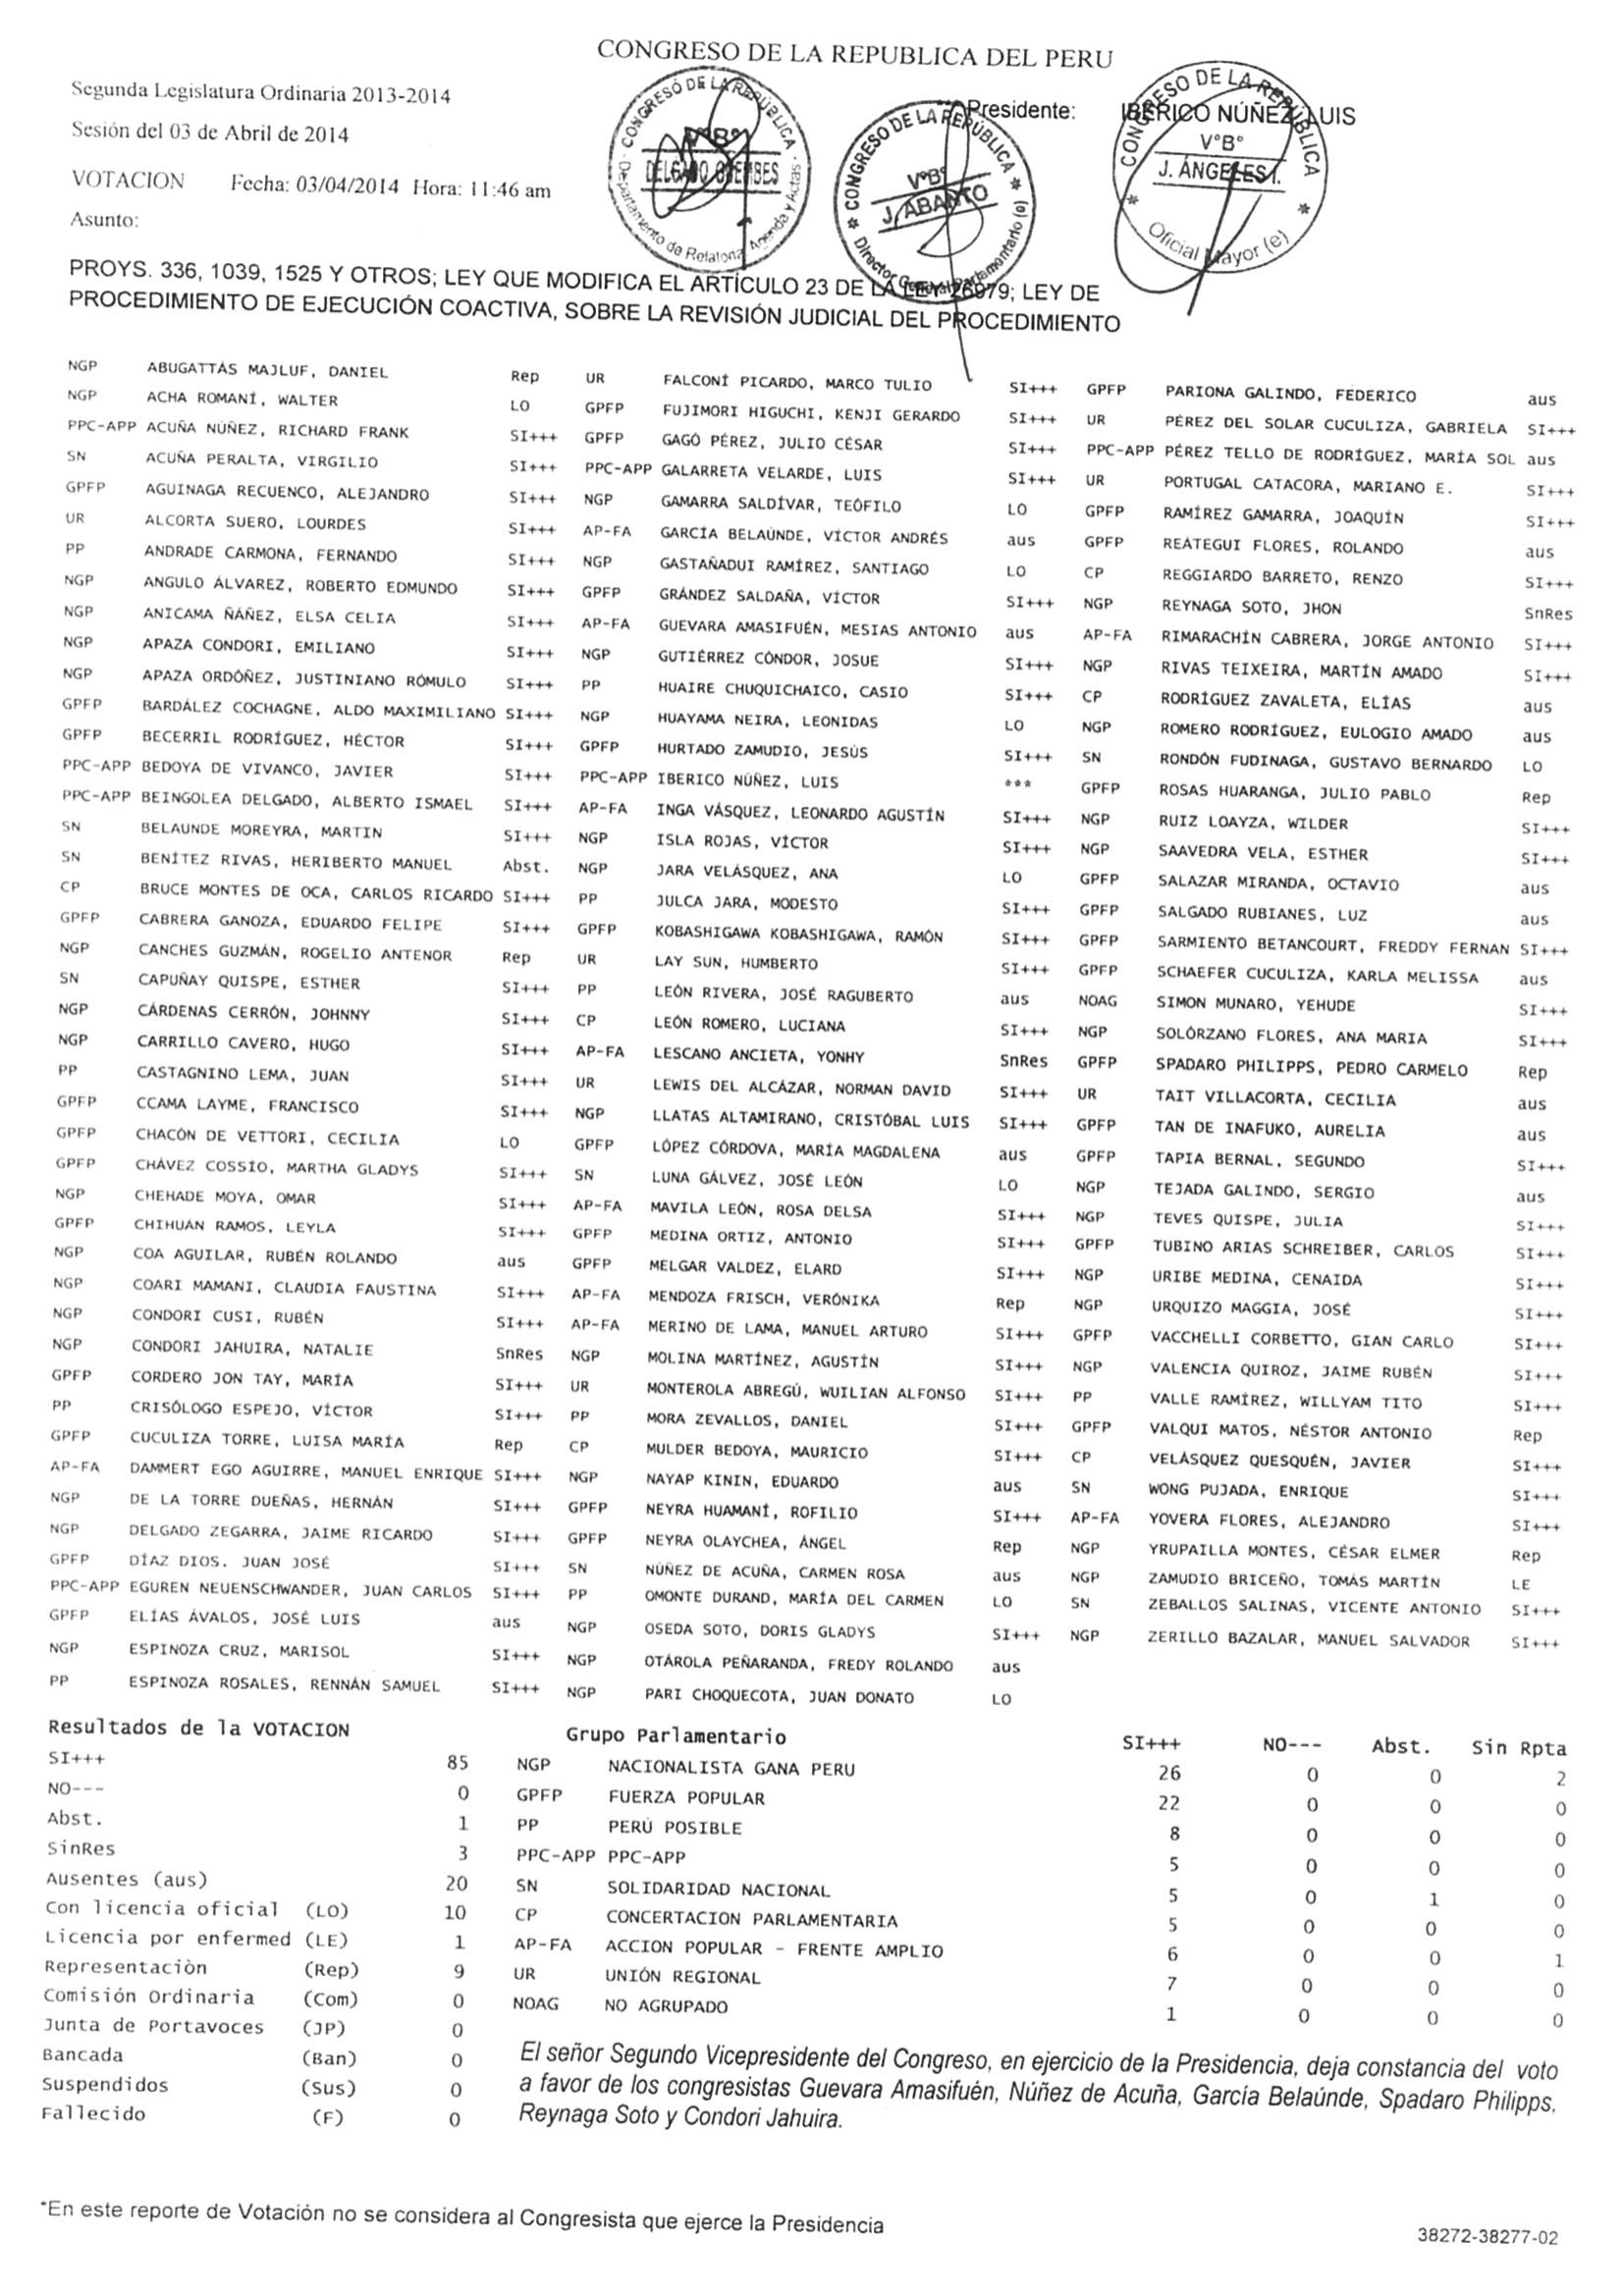 CONGRESO DE LA REPUBLICA DEL PERU
Segunda Legislatura Ordinaria 2013-2014
Sesión del 03 de Abril de 2014
Presidente: IBERICO NÚÑEZ LUIS
VOTACION Fecha: 03/04/2014 Hora: 11:46 am
Asunto:
CONGRESO DE LA REPÚBLICA
V°B°
Departamento de Relatoria, Agenda y Actas
CONGRESO DE LA REPÚBLICA
V°B°
J. ABANTO
Director General Parlamentario (e)
CONGRESO DE LA REPÚBLICA
V°B°
J. ÁNGELES I.
Oficial Mayor (e)
PROYS. 336, 1039, 1525 Y OTROS; LEY QUE MODIFICA EL ARTÍCULO 23 DE LA LEY 26979; LEY DE
PROCEDIMIENTO DE EJECUCIÓN COACTIVA, SOBRE LA REVISIÓN JUDICIAL DEL PROCEDIMIENTO
NGP ABUGATTÁS MAJLUF, DANIEL Rep UR FALCONÍ PICARDO, MARCO TULIO SI+++ GPFP PARIONA GALINDO, FEDERICO aus
NGP ACHA ROMANÍ, WALTER LO GPFP FUJIMORI HIGUCHI, KENJI GERARDO SI+++ UR PÉREZ DEL SOLAR CUCULIZA, GABRIELA SI+++
PPC-APP ACUÑA NÚÑEZ, RICHARD FRANK SI+++ GPFP GAGÓ PÉREZ, JULIO CÉSAR SI+++ PPC-APP PÉREZ TELLO DE RODRÍGUEZ, MARÍA SOL aus
SN ACUÑA PERALTA, VIRGILIO SI+++ PPC-APP GALARRETA VELARDE, LUIS SI+++ UR PORTUGAL CATACORA, MARIANO E. SI+++
GPFP AGUINAGA RECUENCO, ALEJANDRO SI+++ NGP GAMARRA SALDÍVAR, TEÓFILO LO GPFP RAMÍREZ GAMARRA, JOAQUÍN SI+++
UR ALCORTA SUERO, LOURDES SI+++ AP-FA GARCÍA BELAÚNDE, VÍCTOR ANDRÉS aus GPFP REÁTEGUI FLORES, ROLANDO aus
PP ANDRADE CARMONA, FERNANDO SI+++ NGP GASTAÑADUI RAMÍREZ, SANTIAGO LO CP REGGIARDO BARRETO, RENZO SI+++
NGP ANGULO ÁLVAREZ, ROBERTO EDMUNDO SI+++ GPFP GRÁNDEZ SALDAÑA, VÍCTOR SI+++ NGP REYNAGA SOTO, JHON SnRes
NGP ANICAMA ÑÁÑEZ, ELSA CELIA SI+++ AP-FA GUEVARA AMASIFUÉN, MESIAS ANTONIO aus AP-FA RIMARACHÍN CABRERA, JORGE ANTONIO SI+++
NGP APAZA CONDORI, EMILIANO SI+++ NGP GUTIÉRREZ CÓNDOR, JOSUE SI+++ NGP RIVAS TEIXEIRA, MARTÍN AMADO SI+++
NGP APAZA ORDÓÑEZ, JUSTINIANO RÓMULO SI+++ PP HUAIRE CHUQUICHAICO, CASIO SI+++ CP RODRÍGUEZ ZAVALETA, ELÍAS aus
GPFP BARDÁLEZ COCHAGNE, ALDO MAXIMILIANO SI+++ NGP HUAYAMA NEIRA, LEONIDAS LO NGP ROMERO RODRÍGUEZ, EULOGIO AMADO aus
GPFP BECERRIL RODRÍGUEZ, HÉCTOR SI+++ GPFP HURTADO ZAMUDIO, JESÚS SI+++ SN RONDÓN FUDINAGA, GUSTAVO BERNARDO LO
PPC-APP BEDOYA DE VIVANCO, JAVIER SI+++ PPC-APP IBERICO NÚÑEZ, LUIS *** GPFP ROSAS HUARANGA, JULIO PABLO Rep
PPC-APP BEINGOLEA DELGADO, ALBERTO ISMAEL SI+++ AP-FA INGA VÁSQUEZ, LEONARDO AGUSTÍN SI+++ NGP RUIZ LOAYZA, WILDER SI+++
SN BELAUNDE MOREYRA, MARTIN SI+++ NGP ISLA ROJAS, VÍCTOR SI+++ NGP SAAVEDRA VELA, ESTHER SI+++
SN BENÍTEZ RIVAS, HERIBERTO MANUEL Abst. NGP JARA VELÁSQUEZ, ANA LO GPFP SALAZAR MIRANDA, OCTAVIO aus
CP BRUCE MONTES DE OCA, CARLOS RICARDO SI+++ PP JULCA JARA, MODESTO SI+++ GPFP SALGADO RUBIANES, LUZ aus
GPFP CABRERA GANOZA, EDUARDO FELIPE SI+++ GPFP KOBASHIGAWA KOBASHIGAWA, RAMÓN SI+++ GPFP SARMIENTO BETANCOURT, FREDDY FERNAN SI+++
NGP CANCHES GUZMÁN, ROGELIO ANTENOR Rep UR LAY SUN, HUMBERTO SI+++ GPFP SCHAEFER CUCULIZA, KARLA MELISSA aus
SN CAPUÑAY QUISPE, ESTHER SI+++ PP LEÓN RIVERA, JOSÉ RAGUBERTO aus NOAG SIMON MUNARO, YEHUDE SI+++
NGP CÁRDENAS CERRÓN, JOHNNY SI+++ CP LEÓN ROMERO, LUCIANA SI+++ NGP SOLÓRZANO FLORES, ANA MARIA SI+++
NGP CARRILLO CAVERO, HUGO SI+++ AP-FA LESCANO ANCIETA, YONHY SnRes GPFP SPADARO PHILIPPS, PEDRO CARMELO Rep
PP CASTAGNINO LEMA, JUAN SI+++ UR LEWIS DEL ALCÁZAR, NORMAN DAVID SI+++ UR TAIT VILLACORTA, CECILIA aus
GPFP CCAMA LAYME, FRANCISCO SI+++ NGP LLATAS ALTAMIRANO, CRISTÓBAL LUIS SI+++ GPFP TAN DE INAFUKO, AURELIA aus
GPFP CHACÓN DE VETTORI, CECILIA LO GPFP LÓPEZ CÓRDOVA, MARÍA MAGDALENA aus GPFP TAPIA BERNAL, SEGUNDO SI+++
GPFP CHÁVEZ COSSÍO, MARTHA GLADYS SI+++ SN LUNA GÁLVEZ, JOSÉ LEÓN LO NGP TEJADA GALINDO, SERGIO aus
NGP CHEHADE MOYA, OMAR SI+++ AP-FA MAVILA LEÓN, ROSA DELSA SI+++ NGP TEVES QUISPE, JULIA SI+++
GPFP CHIHUÁN RAMOS, LEYLA SI+++ GPFP MEDINA ORTIZ, ANTONIO SI+++ GPFP TUBINO ARIAS SCHREIBER, CARLOS SI+++
NGP COA AGUILAR, RUBÉN ROLANDO aus GPFP MELGAR VALDEZ, ELARD SI+++ NGP URIBE MEDINA, CENAIDA SI+++
NGP COARI MAMANI, CLAUDIA FAUSTINA SI+++ AP-FA MENDOZA FRISCH, VERÓNIKA Rep NGP URQUIZO MAGGIA, JOSÉ SI+++
NGP CONDORI CUSI, RUBÉN SI+++ AP-FA MERINO DE LAMA, MANUEL ARTURO SI+++ GPFP VACCHELLI CORBETTO, GIAN CARLO SI+++
NGP CONDORI JAHUIRA, NATALIE SnRes NGP MOLINA MARTÍNEZ, AGUSTÍN SI+++ NGP VALENCIA QUIROZ, JAIME RUBÉN SI+++
GPFP CORDERO JON TAY, MARÍA SI+++ UR MONTEROLA ABREGÚ, WUILIAN ALFONSO SI+++ PP VALLE RAMÍREZ, WILLYAM TITO SI+++
PP CRISÓLOGO ESPEJO, VÍCTOR SI+++ PP MORA ZEVALLOS, DANIEL SI+++ GPFP VALQUI MATOS, NÉSTOR ANTONIO Rep
GPFP CUCULIZA TORRE, LUISA MARÍA Rep CP MULDER BEDOYA, MAURICIO SI+++ CP VELÁSQUEZ QUESQUÉN, JAVIER SI+++
AP-FA DAMMERT EGO AGUIRRE, MANUEL ENRIQUE SI+++ NGP NAYAP KININ, EDUARDO aus SN WONG PUJADA, ENRIQUE SI+++
NGP DE LA TORRE DUEÑAS, HERNÁN SI+++ GPFP NEYRA HUAMANÍ, ROFILIO SI+++ AP-FA YOVERA FLORES, ALEJANDRO SI+++
NGP DELGADO ZEGARRA, JAIME RICARDO SI+++ GPFP NEYRA OLAYCHEA, ÁNGEL Rep NGP YRUPAILLA MONTES, CÉSAR ELMER Rep
GPFP DÍAZ DIOS. JUAN JOSÉ SI+++ SN NÚÑEZ DE ACUÑA, CARMEN ROSA aus NGP ZAMUDIO BRICEÑO, TOMÁS MARTÍN LE
PPC-APP EGUREN NEUENSCHWANDER, JUAN CARLOS SI+++ PP OMONTE DURAND, MARÍA DEL CARMEN LO SN ZEBALLOS SALINAS, VICENTE ANTONIO SI+++
GPFP ELÍAS ÁVALOS, JOSÉ LUIS aus NGP OSEDA SOTO, DORIS GLADYS SI+++ NGP ZERILLO BAZALAR, MANUEL SALVADOR SI+++
NGP ESPINOZA CRUZ, MARISOL SI+++ NGP OTÁROLA PEÑARANDA, FREDY ROLANDO aus
PP ESPINOZA ROSALES, RENNÁN SAMUEL SI+++ NGP PARI CHOQUECOTA, JUAN DONATO LO
Resultados de la VOTACION
SI+++ 85
NO--- 0
Abst. 1
SinRes 3
Ausentes (aus) 20
Con licencia oficial (LO) 10
Licencia por enfermed (LE) 1
Representaciòn (Rep) 9
Comisión Ordinaria (Com) 0
Junta de Portavoces (JP) 0
Bancada (Ban) 0
Suspendidos (Sus) 0
Fallecido (F) 0
Grupo Parlamentario SI+++ NO--- Abst. Sin Rpta
NGP NACIONALISTA GANA PERU 26 0 0 2
GPFP FUERZA POPULAR 22 0 0 0
PP PERÚ POSIBLE 8 0 0 0
PPC-APP PPC-APP 5 0 0 0
SN SOLIDARIDAD NACIONAL 5 0 1 0
CP CONCERTACION PARLAMENTARIA 5 0 0 0
AP-FA ACCION POPULAR - FRENTE AMPLIO 6 0 0 1
UR UNIÓN REGIONAL 7 0 0 0
NOAG NO AGRUPADO 1 0 0 0
El señor Segundo Vicepresidente del Congreso, en ejercicio de la Presidencia, deja constancia del voto
a favor de los congresistas Guevara Amasifuén, Núñez de Acuña, García Belaúnde, Spadaro Philipps,
Reynaga Soto y Condori Jahuira.
*En este reporte de Votación no se considera al Congresista que ejerce la Presidencia
38272-38277-02